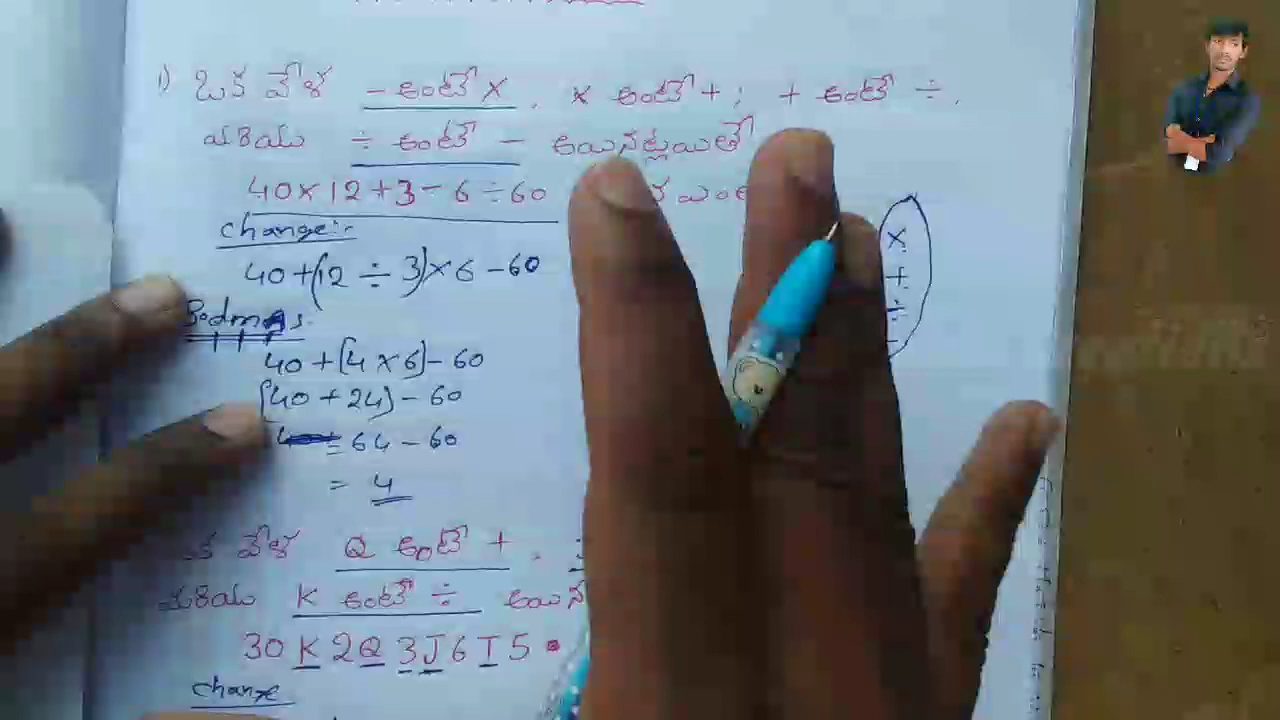 1) ఒక వేళ - అంటే x , x అంటే + ; + అంటే ÷ ,
మరియు ÷ అంటే - అయినట్లయితే
40 x 12 + 3 - 6 ÷ 60
Change :-
40 + (12 ÷ 3) x 6 - 60
Bodmas.
40 + (4 x 6) - 60
(40 + 24) - 60
= 64 - 60
= 4
x
+
÷
వేళ Q అంటే + .
మరియు K అంటే ÷
30 K 2 Q 3 J 6 T 5
Change